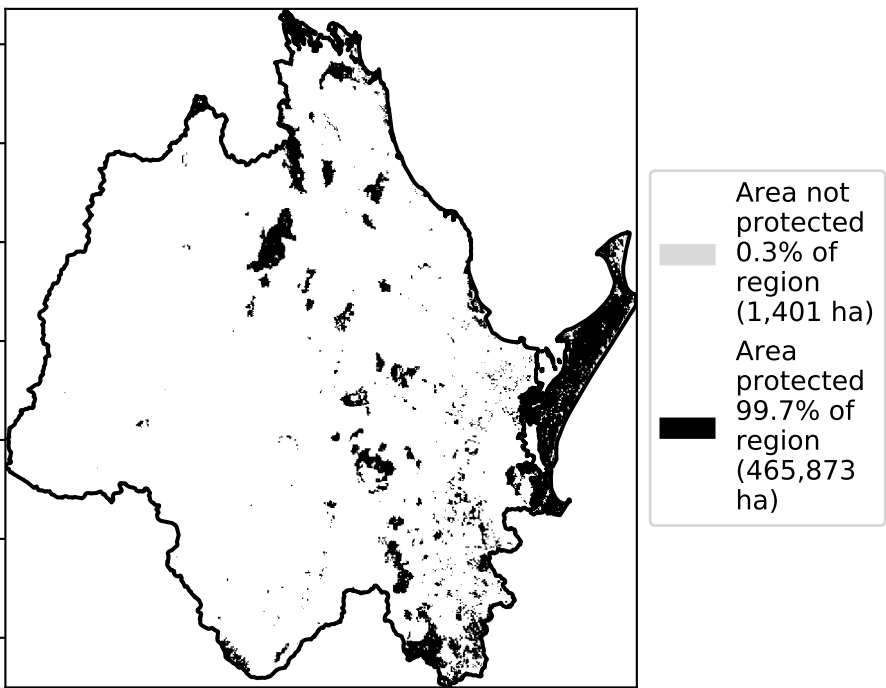 Area not
protected
0.3% of
region
(1,401 ha)
Area
protected
99.7% of
region
(465,873
ha)